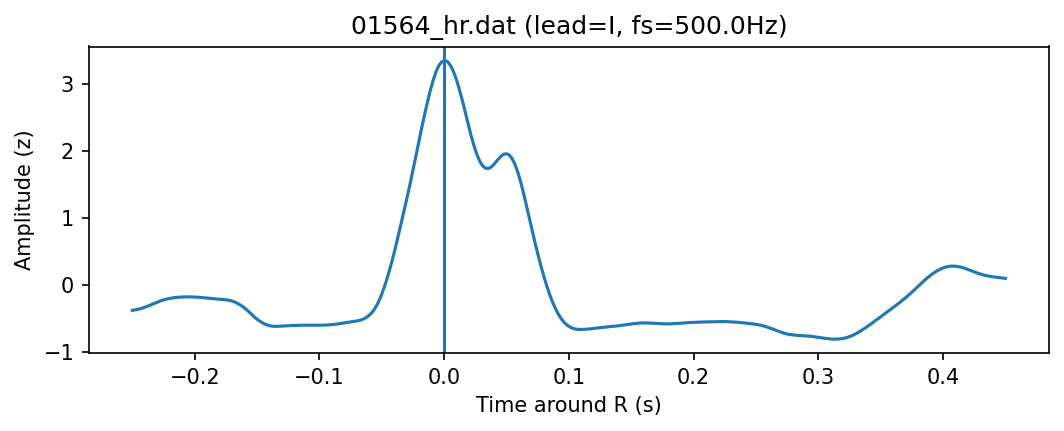 01564_hr.dat (lead=I, fs=500.0Hz)
3
2
1
0
−1
Amplitude (z)
−0.2 −0.1 0.0 0.1 0.2 0.3 0.4
Time around R (s)